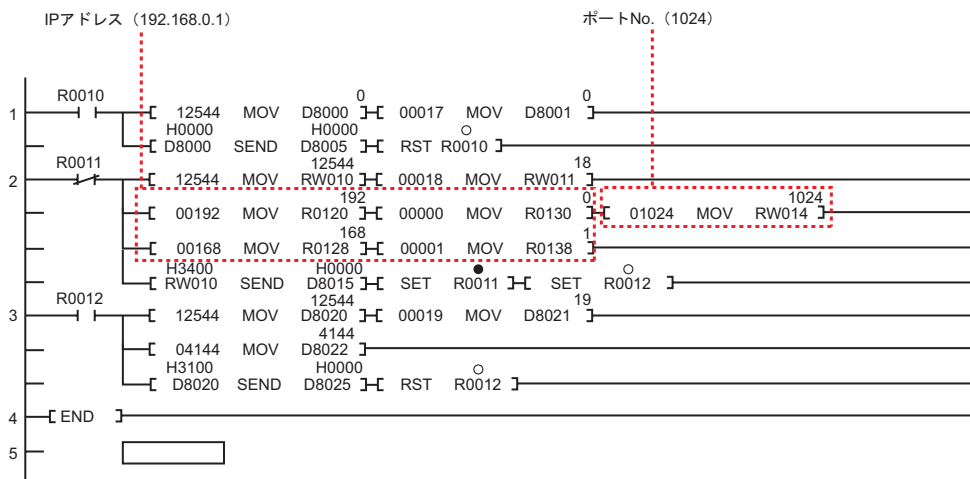 IPアドレス（192.168.0.1） ポートNo.（1024）
R0010 0 0
1 12544 MOV D8000 00017 MOV D8001
H0000 H0000
D8000 SEND D8005 RST R0010
R0011 12544 18
2 12544 MOV RW010 00018 MOV RW011
192 0 1024
00192 MOV R0120 00000 MOV R0130 01024 MOV RW014
168 1
00168 MOV R0128 00001 MOV R0138
H3400 H0000
RW010 SEND D8015 SET R0011 SET R0012
R0012 12544 19
3 12544 MOV D8020 00019 MOV D8021
4144
04144 MOV D8022
H3100 H0000
D8020 SEND D8025 RST R0012
4 END
5